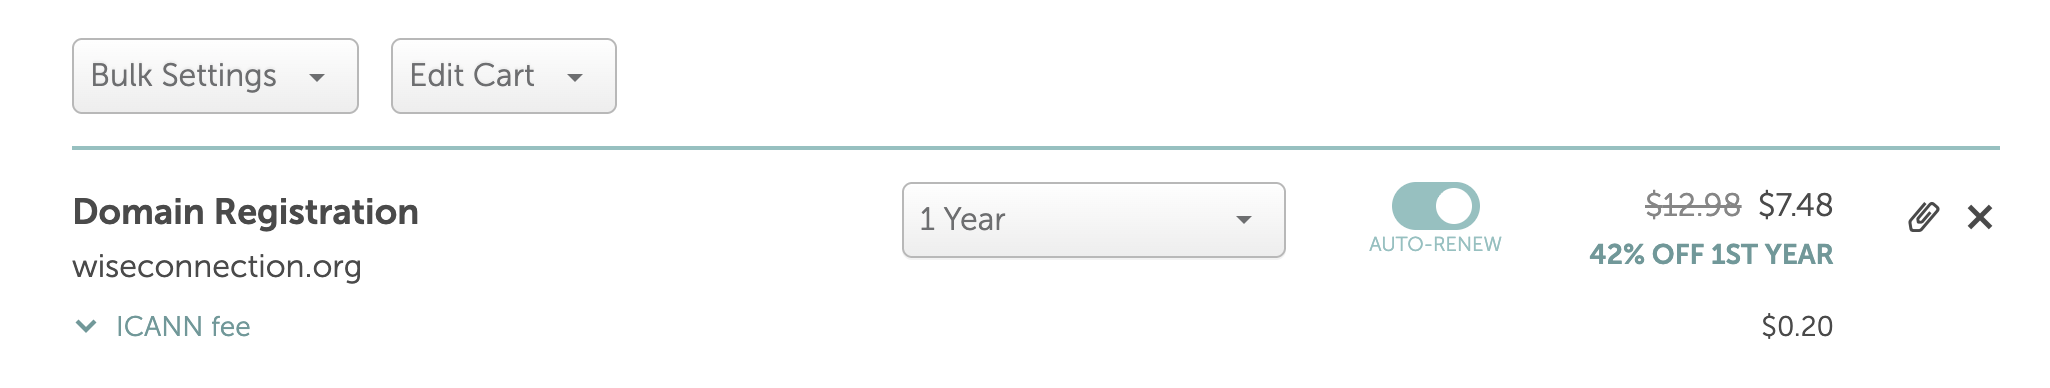 Bulk Settings
Edit Cart
Domain Registration
wiseconnection.org
1 Year
AUTO-RENEW
$12.98 $7.48
42% OFF 1ST YEAR
ICANN fee
$0.20